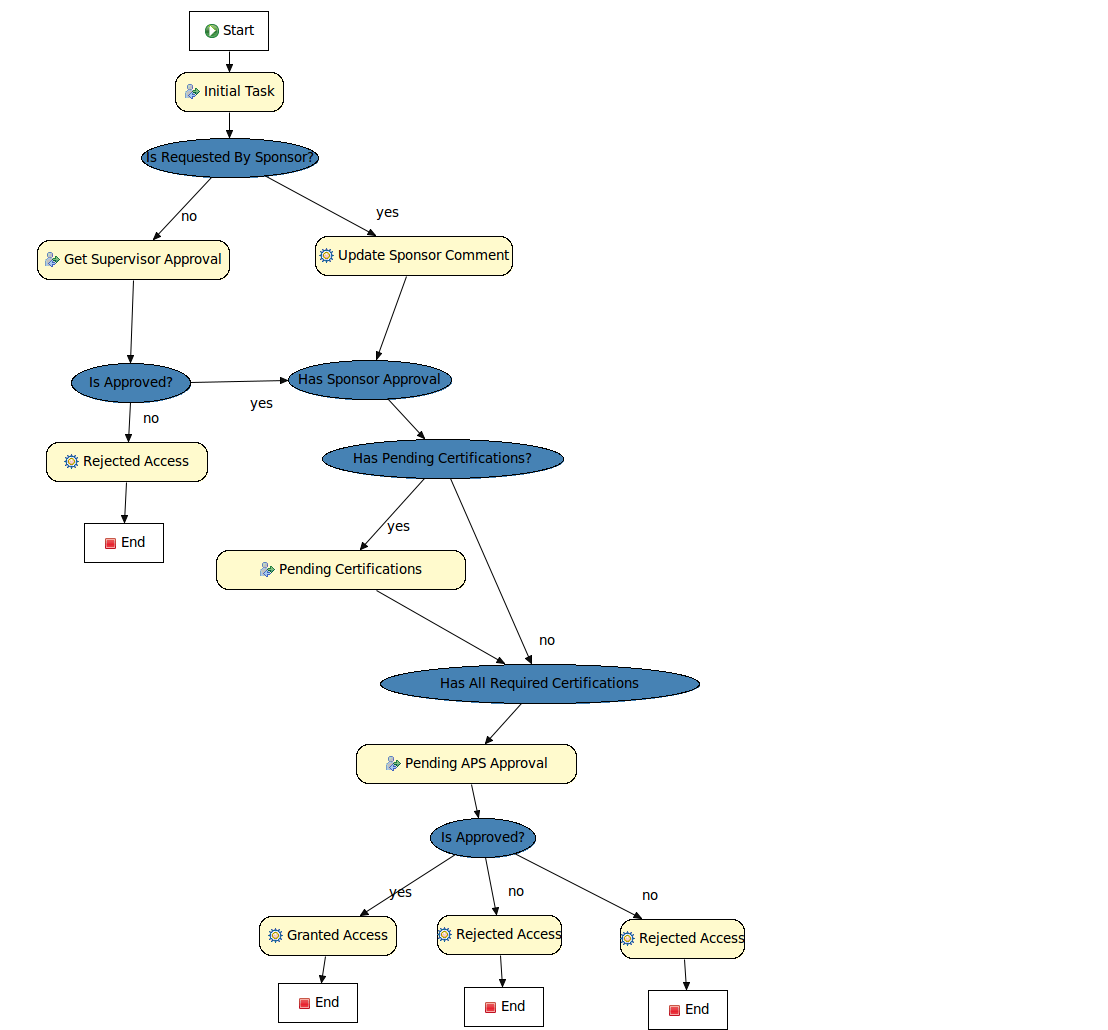 Start
Initial Task
Is Requested By Sponsor?
no
yes
Get Supervisor Approval
Update Sponsor Comment
Is Approved?
yes
Has Sponsor Approval
no
Rejected Access
Has Pending Certifications?
End
yes
Pending Certifications
no
Has All Required Certifications
Pending APS Approval
Is Approved?
yes
no
no
Granted Access
Rejected Access
Rejected Access
End
End
End